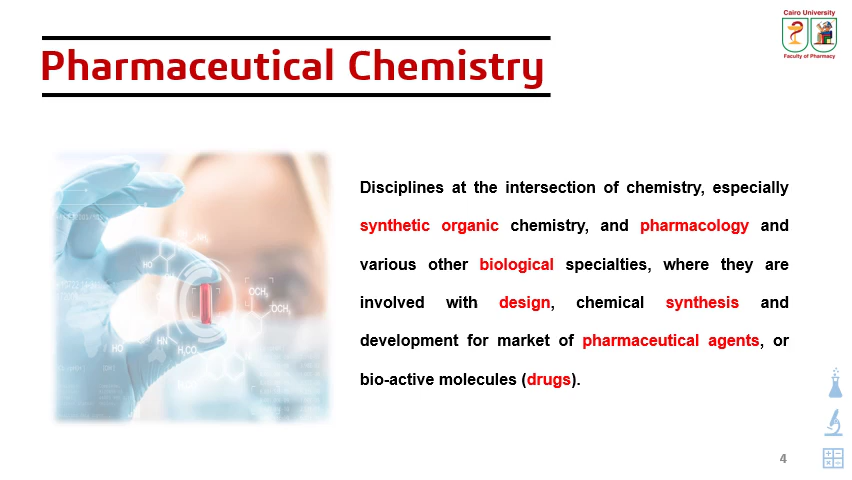 Cairo University
Faculty of Pharmacy
Pharmaceutical Chemistry
Disciplines at the intersection of chemistry, especially
synthetic organic chemistry, and pharmacology and
various other biological specialties, where they are
involved with design, chemical synthesis and
development for market of pharmaceutical agents, or
bio-active molecules (drugs).
HO
OCH3
OCH3
HO
HN
H3CO
4